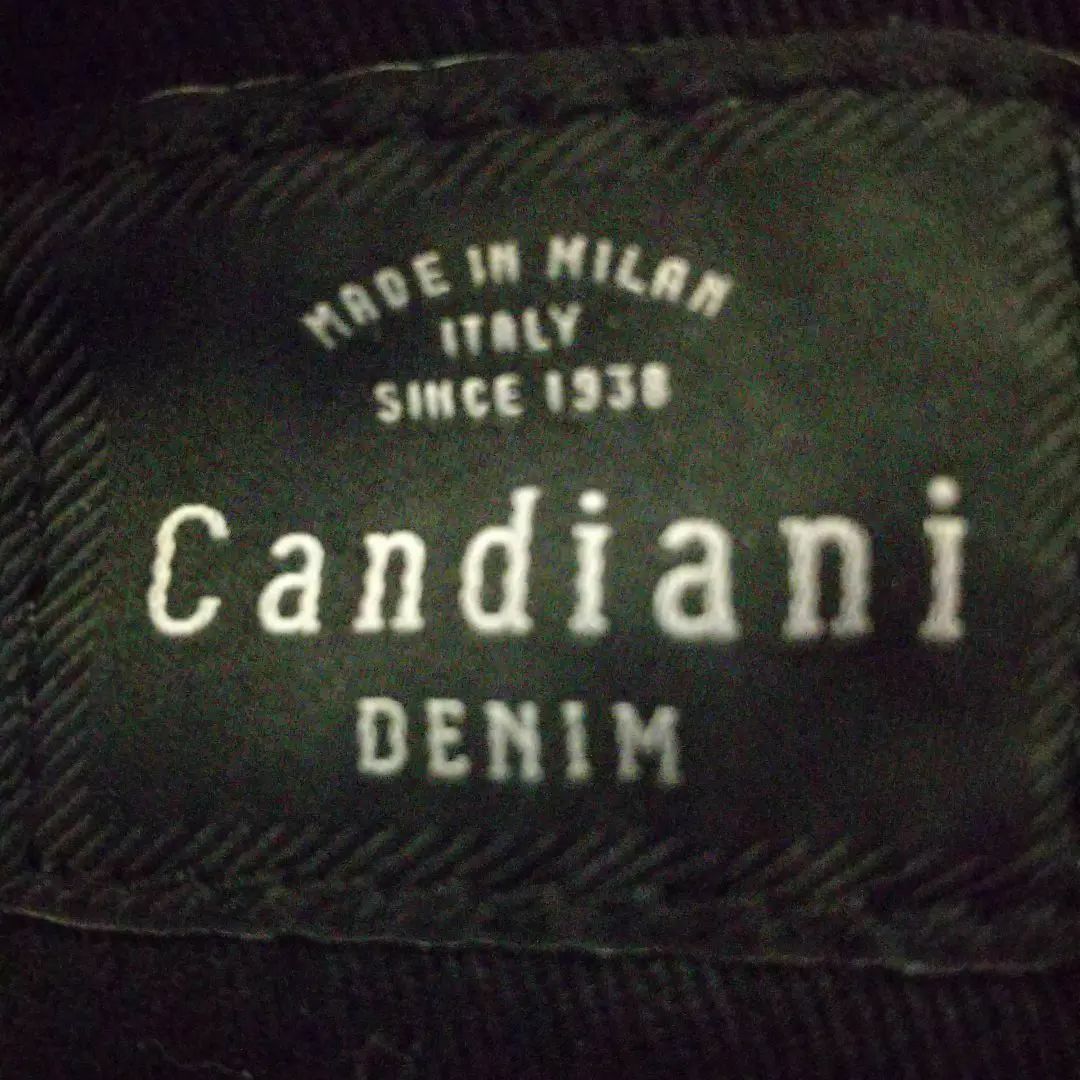 MADE IN MILAN
ITALY
SINCE 1938
Candiani
DENIM